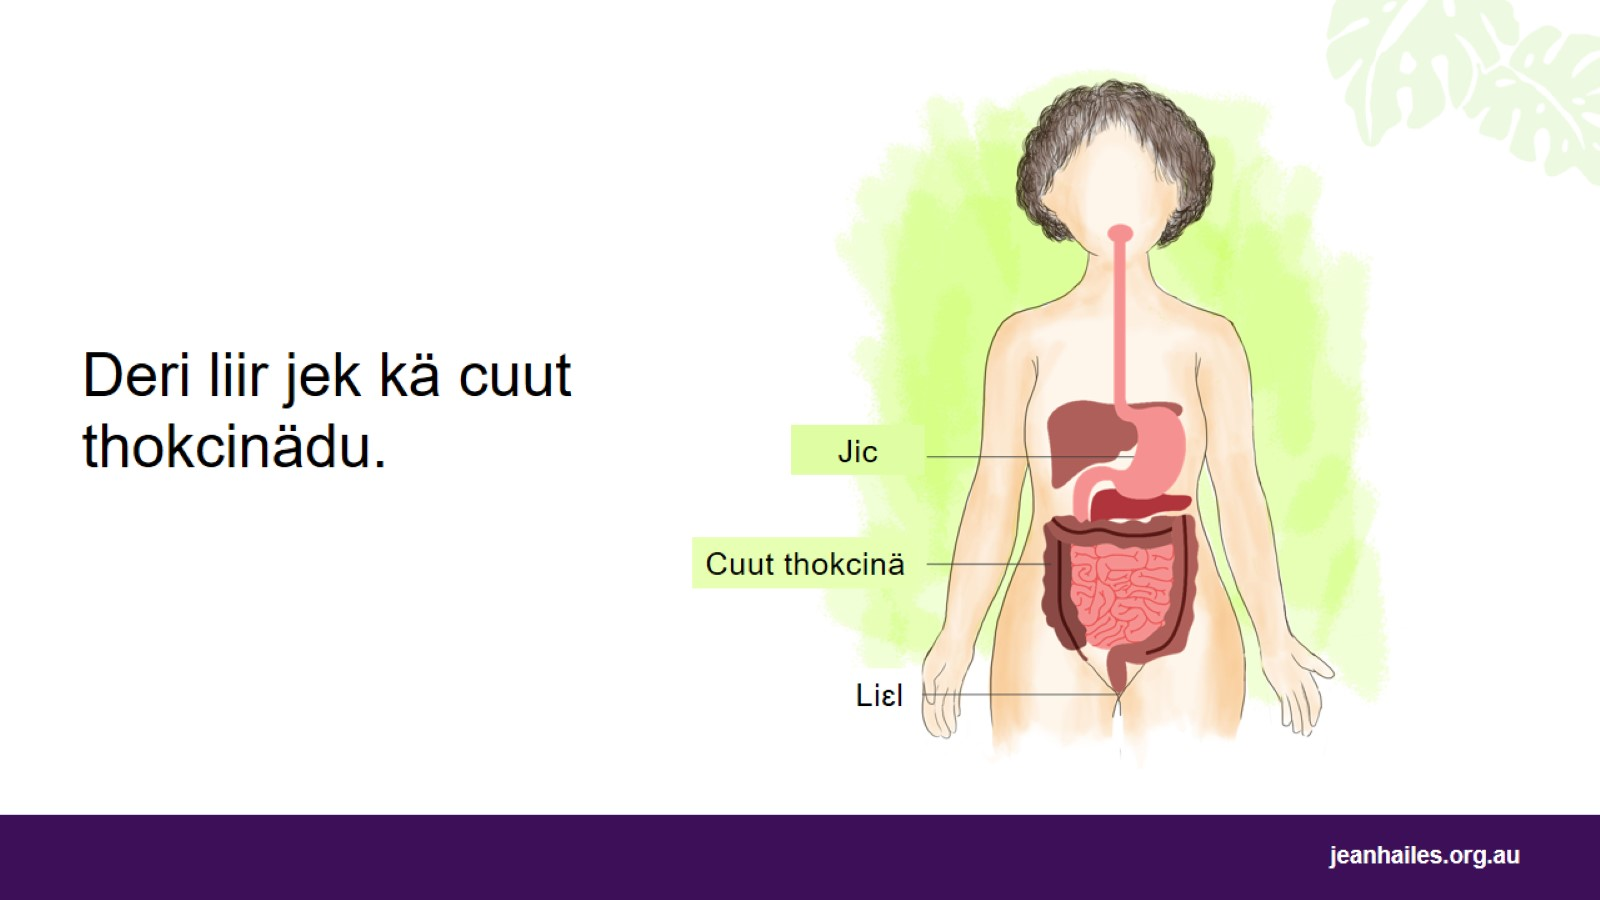 Deri liir jek kä cuut
thokcinädu.
Jic
Cuut thokcinä
Liɛl
jeanhailes.org.au